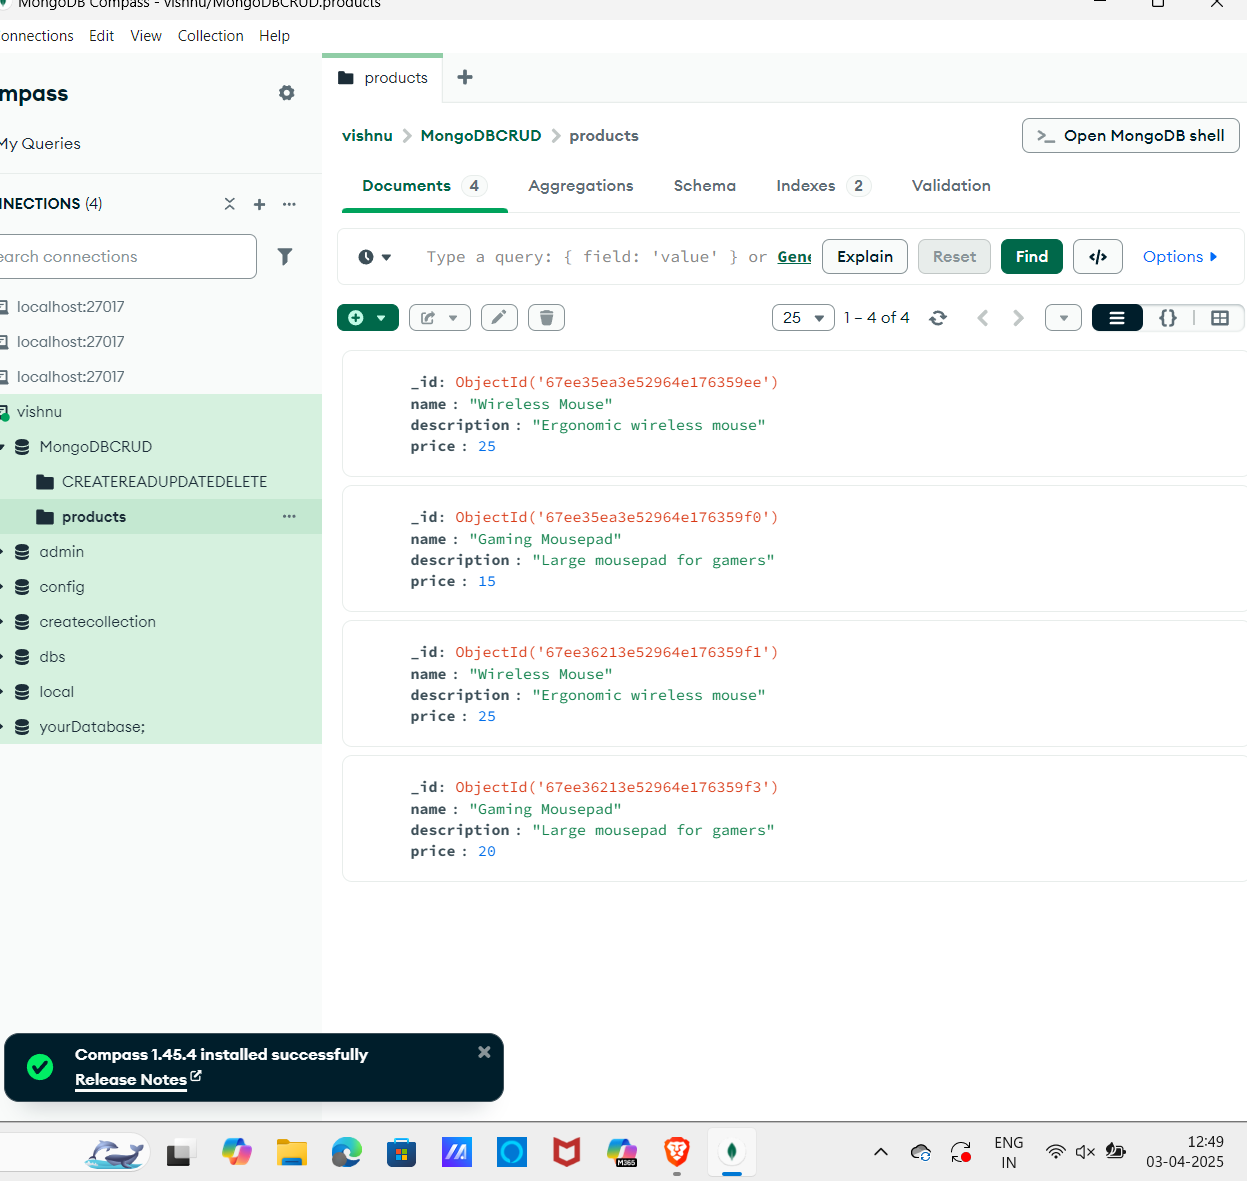 MongoDB Compass - vishnu/MongoDBCRUD.products
onnections Edit View Collection Help
mpass
My Queries
NNECTIONS (4)
earch connections
localhost:27017
localhost:27017
localhost:27017
vishnu
MongoDBCRUD
CREATEREADUPDATEDELETE
products
admin
config
createcollection
dbs
local
yourDatabase;
products
vishnu > MongoDBCRUD > products
>_ Open MongoDB shell
Documents 4 Aggregations Schema Indexes 2 Validation
Type a query: { field: 'value' } or Gene Explain Reset Find </> Options
25 1 – 4 of 4 {}
_id: ObjectId('67ee35ea3e52964e176359ee')
name : "Wireless Mouse"
description : "Ergonomic wireless mouse"
price : 25
_id: ObjectId('67ee35ea3e52964e176359f0')
name : "Gaming Mousepad"
description : "Large mousepad for gamers"
price : 15
_id: ObjectId('67ee36213e52964e176359f1')
name : "Wireless Mouse"
description : "Ergonomic wireless mouse"
price : 25
_id: ObjectId('67ee36213e52964e176359f3')
name : "Gaming Mousepad"
description : "Large mousepad for gamers"
price : 20
Compass 1.45.4 installed successfully
Release Notes
M365
ENG
IN
12:49
03-04-2025